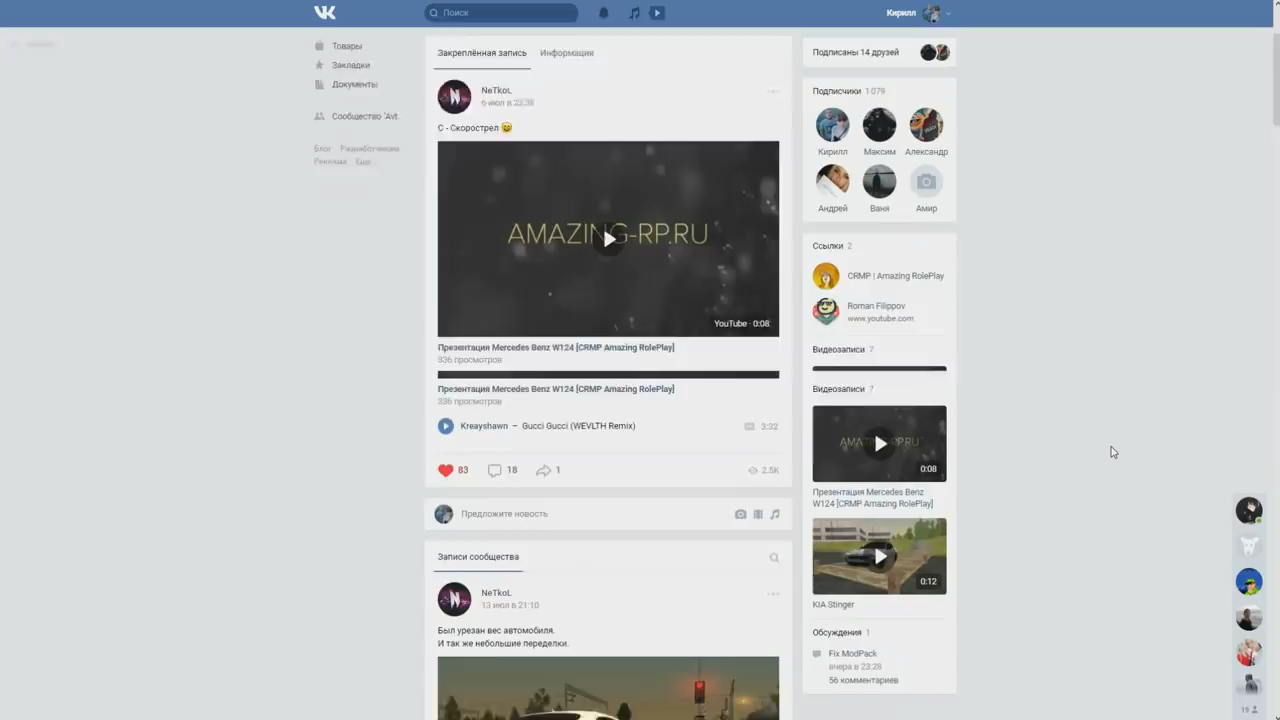 Поиск
Кирилл
Товары
Закладки
Документы
Сообщество 'Avt.
Блог Разработчикам
Реклама Ещё
Закреплённая запись Информация
NeTkoL
6 июл в 23:38
С - Скорострел
AMAZING-RP.RU
YouTube · 0:08
Презентация Mercedes Benz W124 [CRMP Amazing RolePlay]
336 просмотров
Презентация Mercedes Benz W124 [CRMP Amazing RolePlay]
336 просмотров
Kreayshawn – Gucci Gucci (WEVLTH Remix)
3:32
83 18 1 2.5K
Предложите новость
Записи сообщества
NeTkoL
13 июл в 21:10
Был урезан вес автомобиля.
И так же небольшие переделки.
Подписаны 14 друзей
Подписчики 1 079
Кирилл Максим Александр
Андрей Ваня Амир
Ссылки 2
CRMP | Amazing RolePlay
Roman Filippov
www.youtube.com
Видеозаписи 7
Видеозаписи 7
AMAZING-RP.RU
0:08
Презентация Mercedes Benz
W124 [CRMP Amazing RolePlay]
0:12
KIA Stinger
Обсуждения 1
Fix ModPack
вчера в 23:28
56 комментариев
19